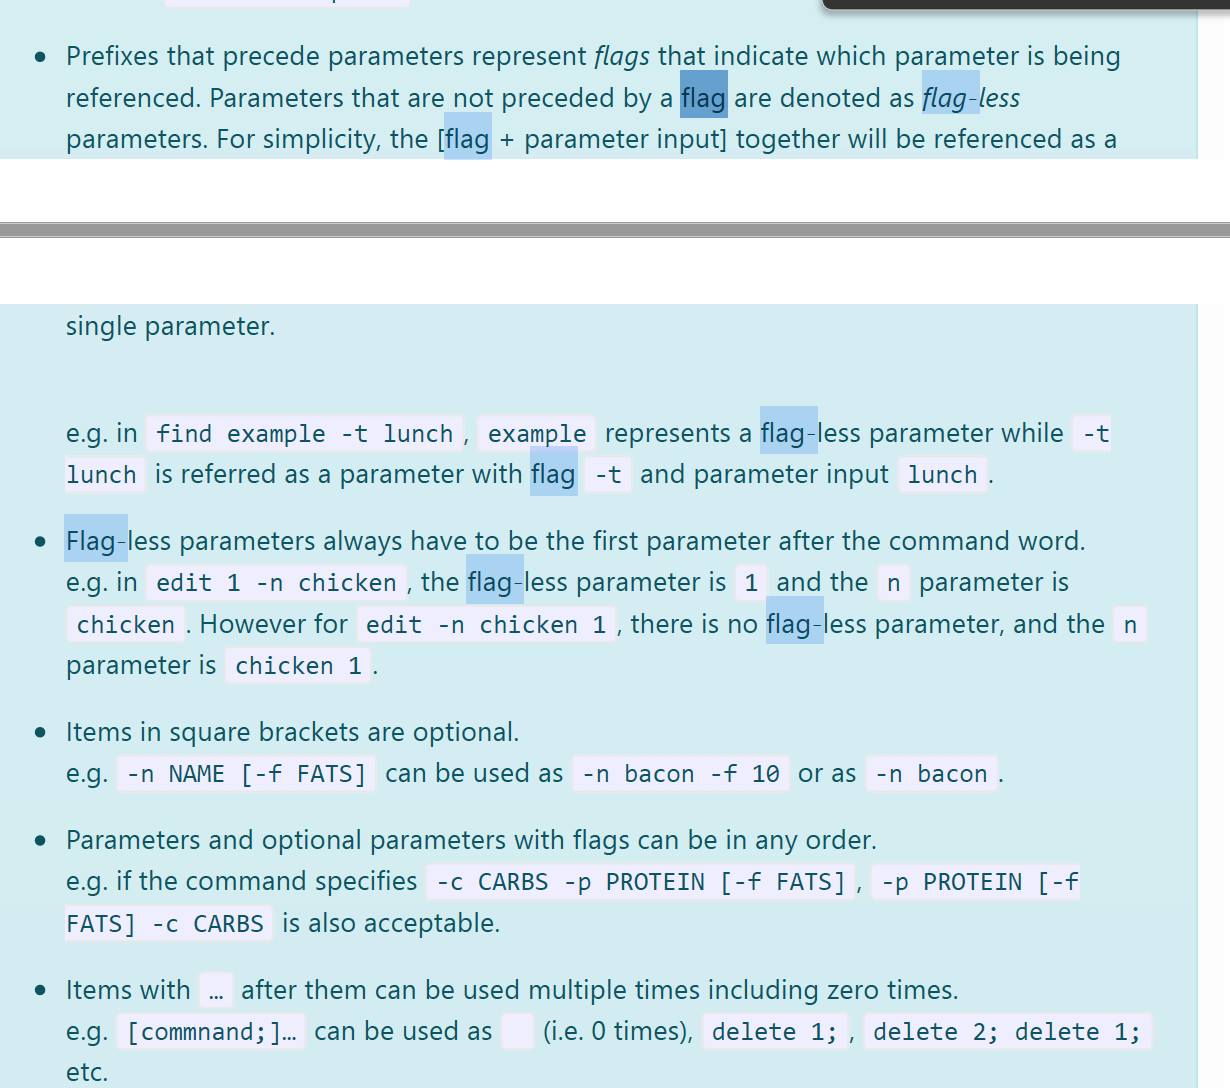 • Prefixes that precede parameters represent flags that indicate which parameter is being
referenced. Parameters that are not preceded by a flag are denoted as flag-less
parameters. For simplicity, the [flag + parameter input] together will be referenced as a
single parameter.
e.g. in find example -t lunch, example represents a flag-less parameter while -t
lunch is referred as a parameter with flag -t and parameter input lunch.
• Flag-less parameters always have to be the first parameter after the command word.
e.g. in edit 1 -n chicken, the flag-less parameter is 1 and the n parameter is
chicken. However for edit -n chicken 1, there is no flag-less parameter, and the n
parameter is chicken 1.
• Items in square brackets are optional.
e.g. -n NAME [-f FATS] can be used as -n bacon -f 10 or as -n bacon.
• Parameters and optional parameters with flags can be in any order.
e.g. if the command specifies -c CARBS -p PROTEIN [-f FATS], -p PROTEIN [-f
FATS] -c CARBS is also acceptable.
• Items with … after them can be used multiple times including zero times.
e.g. [commnand;]… can be used as (i.e. 0 times), delete 1;, delete 2; delete 1;
etc.